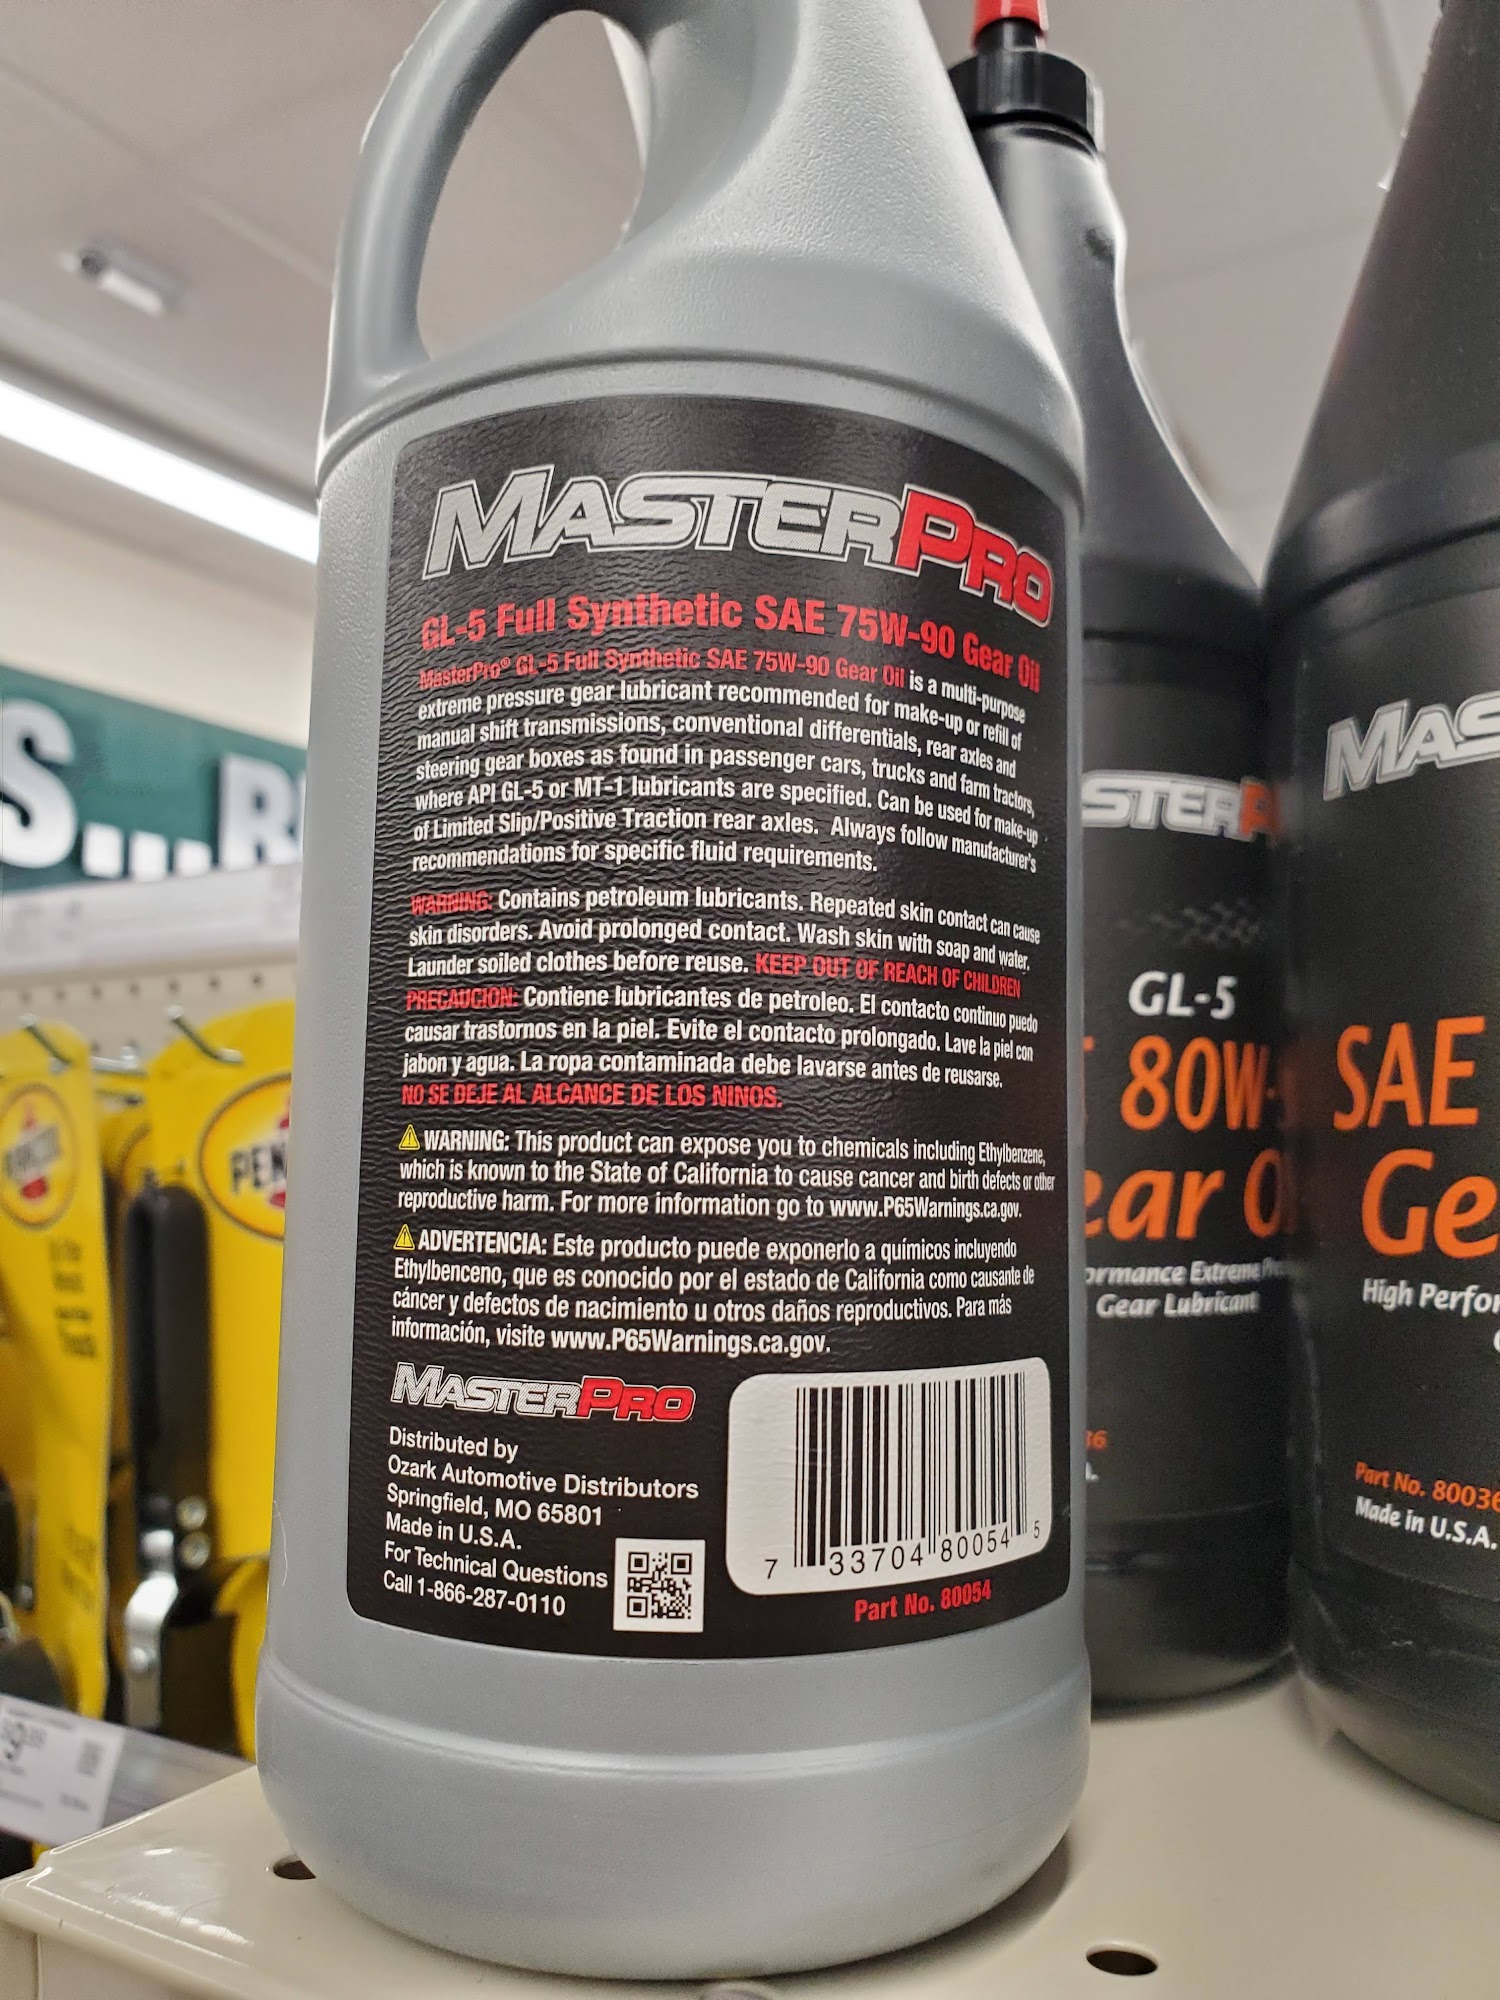 MASTERPRO
GL-5 Full Synthetic SAE 75W-90 Gear Oil
MasterPro® GL-5 Full Synthetic SAE 75W-90 Gear Oil is a multi-purpose
extreme pressure gear lubricant recommended for make-up or refill of
manual shift transmissions, conventional differentials, rear axles and
steering gear boxes as found in passenger cars, trucks and farm tractors,
where API GL-5 or MT-1 lubricants are specified. Can be used for make-up
of Limited Slip/Positive Traction rear axles. Always follow manufacturer's
recommendations for specific fluid requirements.
WARNING: Contains petroleum lubricants. Repeated skin contact can cause
skin disorders. Avoid prolonged contact. Wash skin with soap and water.
Launder soiled clothes before reuse. KEEP OUT OF REACH OF CHILDREN
PRECAUCION: Contiene lubricantes de petroleo. El contacto continuo puedo
causar trastornos en la piel. Evite el contacto prolongado. Lave la piel con
jabon y agua. La ropa contaminada debe lavarse antes de reusarse.
NO SE DEJE AL ALCANCE DE LOS NINOS.
WARNING: This product can expose you to chemicals including Ethylbenzene,
which is known to the State of California to cause cancer and birth defects or other
reproductive harm. For more information go to www.P65Warnings.ca.gov.
ADVERTENCIA: Este producto puede exponerlo a químicos incluyendo
Ethylbenceno, que es conocido por el estado de California como causante de
cáncer y defectos de nacimiento u otros daños reproductivos. Para más
información, visite www.P65Warnings.ca.gov.
MASTERPRO
Distributed by
Ozark Automotive Distributors
Springfield, MO 65801
Made in U.S.A.
For Technical Questions
Call 1-866-287-0110
7 33704 80054 5
Part No. 80054
STERP
GL-5
80W-
ear O
ormance Extreme
Gear Lubricant
36
MAS
SAE
Ge
High Perfor
Part No. 80036
Made in U.S.A.
S....R
PEN